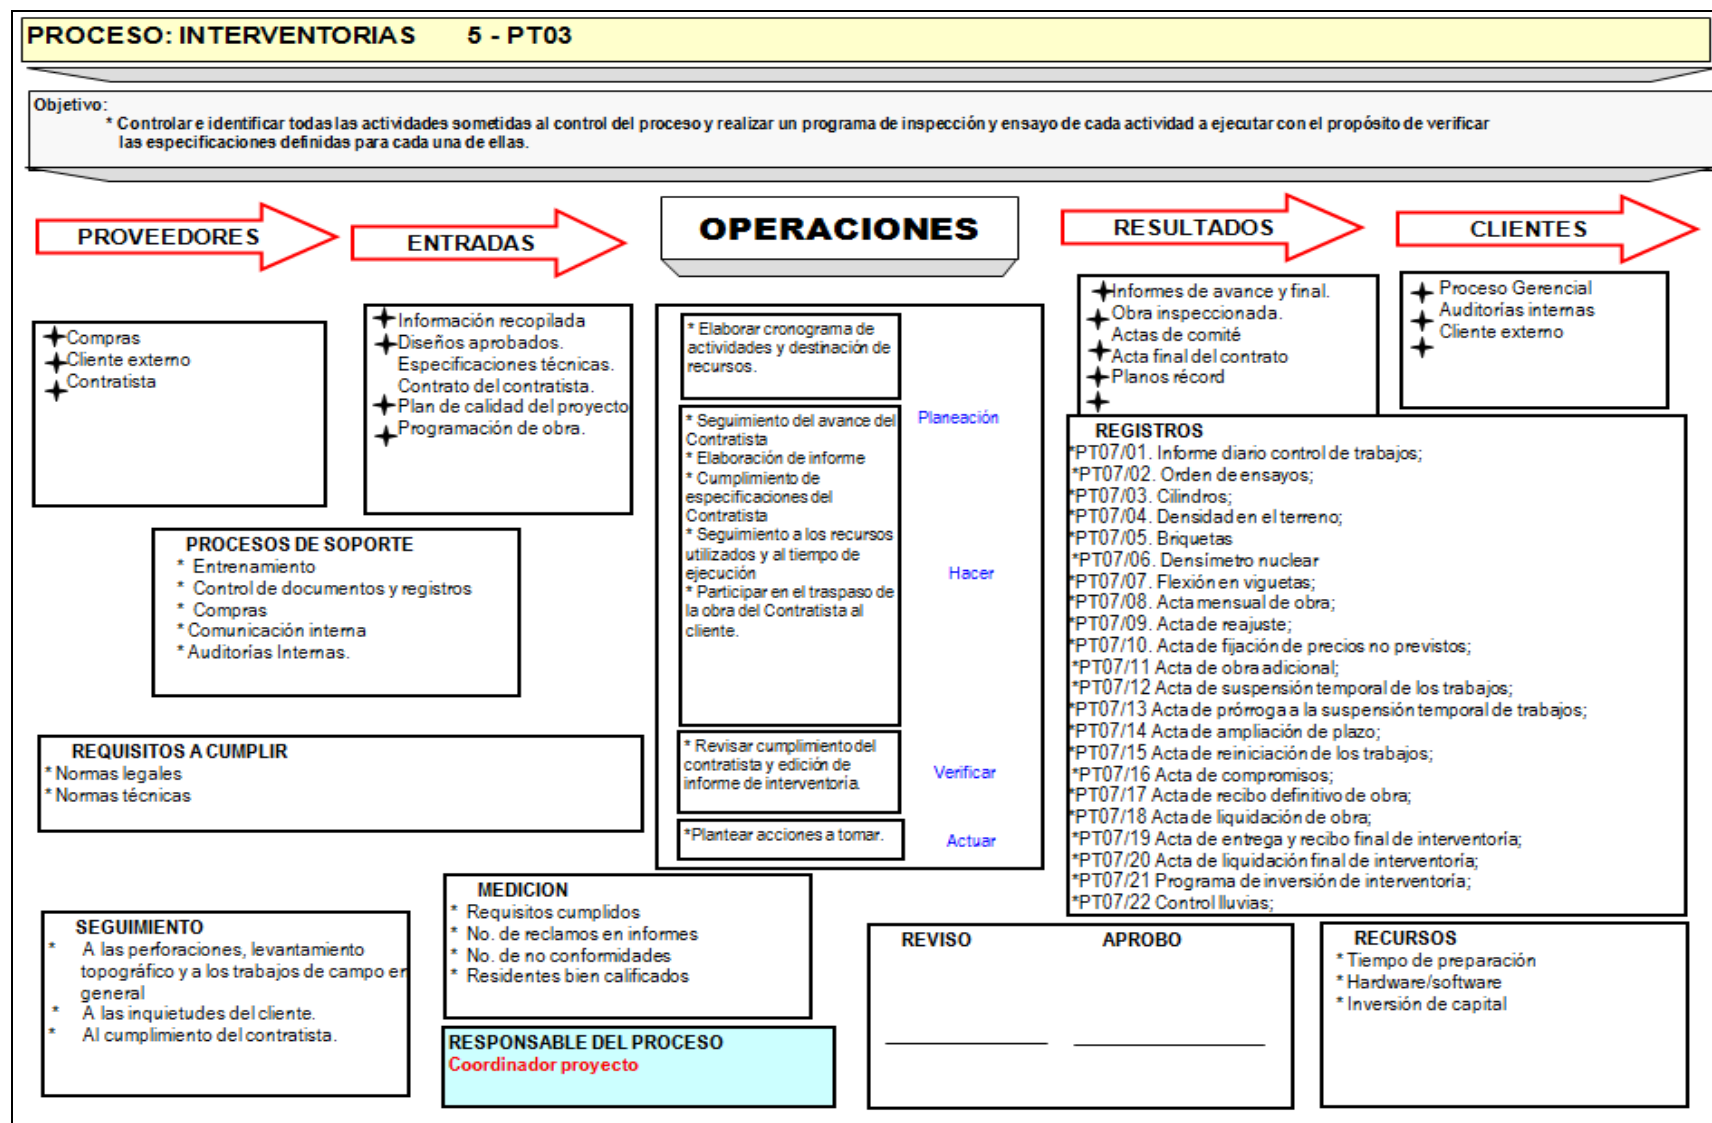 PROCESO: INTERVENTORIAS 5 - PT03
Objetivo:
* Controlar e identificar todas las actividades sometidas al control del proceso y realizar un programa de inspección y ensayo de cada actividad a ejecutar con el propósito de verificar
las especificaciones definidas para cada una de ellas.
PROVEEDORES
ENTRADAS
OPERACIONES
RESULTADOS
CLIENTES
Compras
Cliente externo
Contratista
Información recopilada
Diseños aprobados.
Especificaciones técnicas.
Contrato del contratista.
Plan de calidad del proyecto
Programación de obra.
* Elaborar cronograma de
actividades y destinación de
recursos.
Planeación
* Seguimiento del avance del
Contratista
* Elaboración de informe
* Cumplimiento de
especificaciones del
Contratista
* Seguimiento a los recursos
utilizados y al tiempo de
ejecución
* Participar en el traspaso de
la obra del Contratista al
cliente.
Hacer
* Revisar cumplimiento del
contratista y edición de
informe de interventoría.
Verificar
*Plantear acciones a tomar.
Actuar
Informes de avance y final.
Obra inspeccionada.
Actas de comité
Acta final del contrato
Planos récord
Proceso Gerencial
Auditorías internas
Cliente externo
REGISTROS
*PT07/01. Informe diario control de trabajos;
*PT07/02. Orden de ensayos;
*PT07/03. Cilindros;
*PT07/04. Densidad en el terreno;
*PT07/05. Briquetas
*PT07/06. Densímetro nuclear
*PT07/07. Flexión en viguetas;
*PT07/08. Acta mensual de obra;
*PT07/09. Acta de reajuste;
*PT07/10. Acta de fijación de precios no previstos;
*PT07/11 Acta de obra adicional;
*PT07/12 Acta de suspensión temporal de los trabajos;
*PT07/13 Acta de prórroga a la suspensión temporal de trabajos;
*PT07/14 Acta de ampliación de plazo;
*PT07/15 Acta de reiniciación de los trabajos;
*PT07/16 Acta de compromisos;
*PT07/17 Acta de recibo definitivo de obra;
*PT07/18 Acta de liquidación de obra;
*PT07/19 Acta de entrega y recibo final de interventoría;
*PT07/20 Acta de liquidación final de interventoría;
*PT07/21 Programa de inversión de interventoría;
*PT07/22 Control lluvias;
PROCESOS DE SOPORTE
* Entrenamiento
* Control de documentos y registros
* Compras
* Comunicación interna
* Auditorías Internas.
REQUISITOS A CUMPLIR
* Normas legales
* Normas técnicas
SEGUIMIENTO
* A las perforaciones, levantamiento
topográfico y a los trabajos de campo en
general
* A las inquietudes del cliente.
* Al cumplimiento del contratista.
MEDICION
* Requisitos cumplidos
* No. de reclamos en informes
* No. de no conformidades
* Residentes bien calificados
RESPONSABLE DEL PROCESO
Coordinador proyecto
REVISO APROBO
RECURSOS
* Tiempo de preparación
* Hardware/software
* Inversión de capital